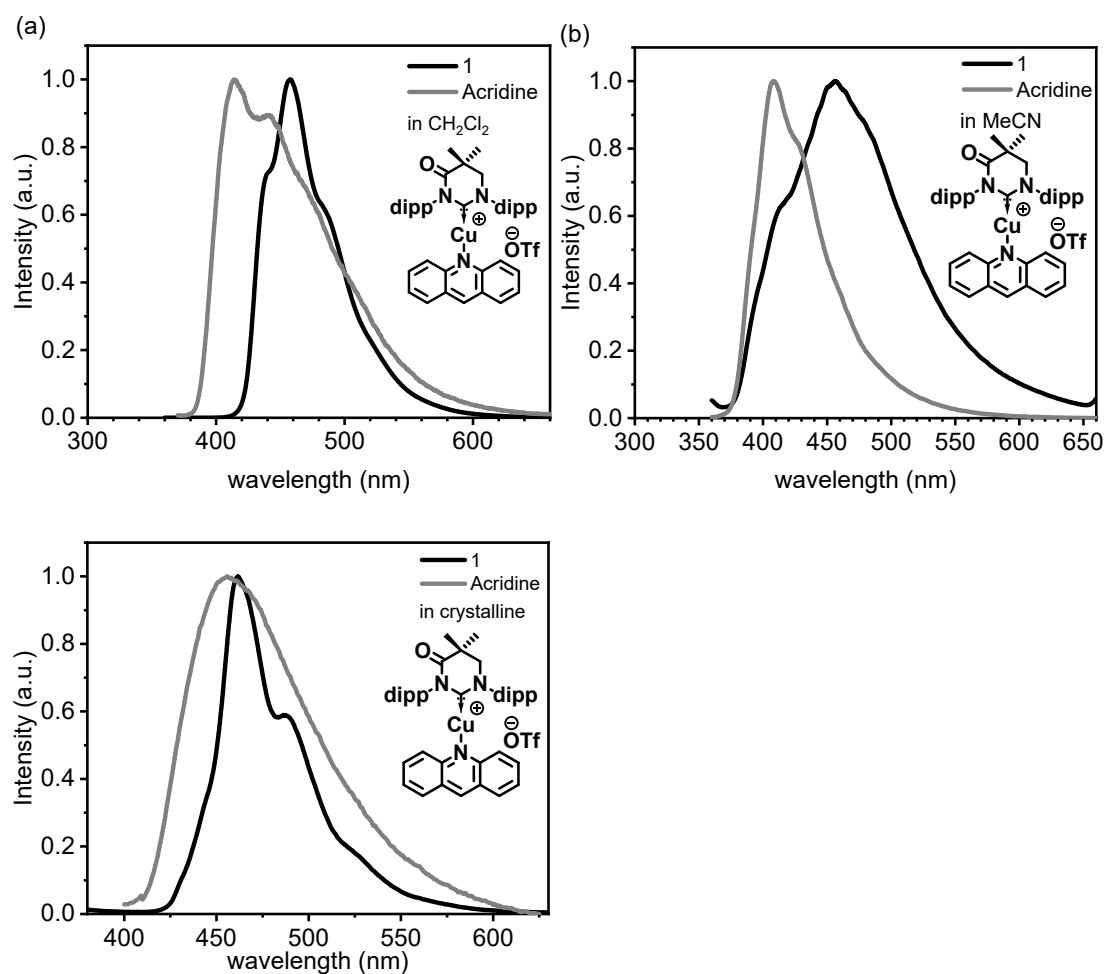 (a)
1
Acridine
in CH₂Cl₂
O
N N
dipp dipp
⊕
Cu
⊖
OTf
N
1.0
0.8
0.6
0.4
0.2
0.0
Intensity (a.u.)
300 400 500 600
wavelength (nm)
(b)
1
Acridine
in MeCN
O
N N
dipp dipp
⊕
Cu
⊖
OTf
N
1.0
0.8
0.6
0.4
0.2
0.0
Intensity (a.u.)
300 350 400 450 500 550 600 650
wavelength (nm)
1
Acridine
in crystalline
O
N N
dipp dipp
⊕
Cu
⊖
OTf
N
1.0
0.8
0.6
0.4
0.2
0.0
Intensity (a.u.)
400 450 500 550 600
wavelength (nm)